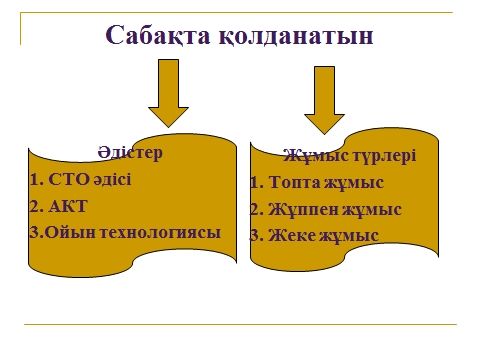 Сабақта қолданатын
Әдістер
1. СТО әдісі
2. АКТ
3.Ойын технологиясы
Жұмыс түрлері
1. Топта жұмыс
2. Жұппен жұмыс
3. Жеке жұмыс